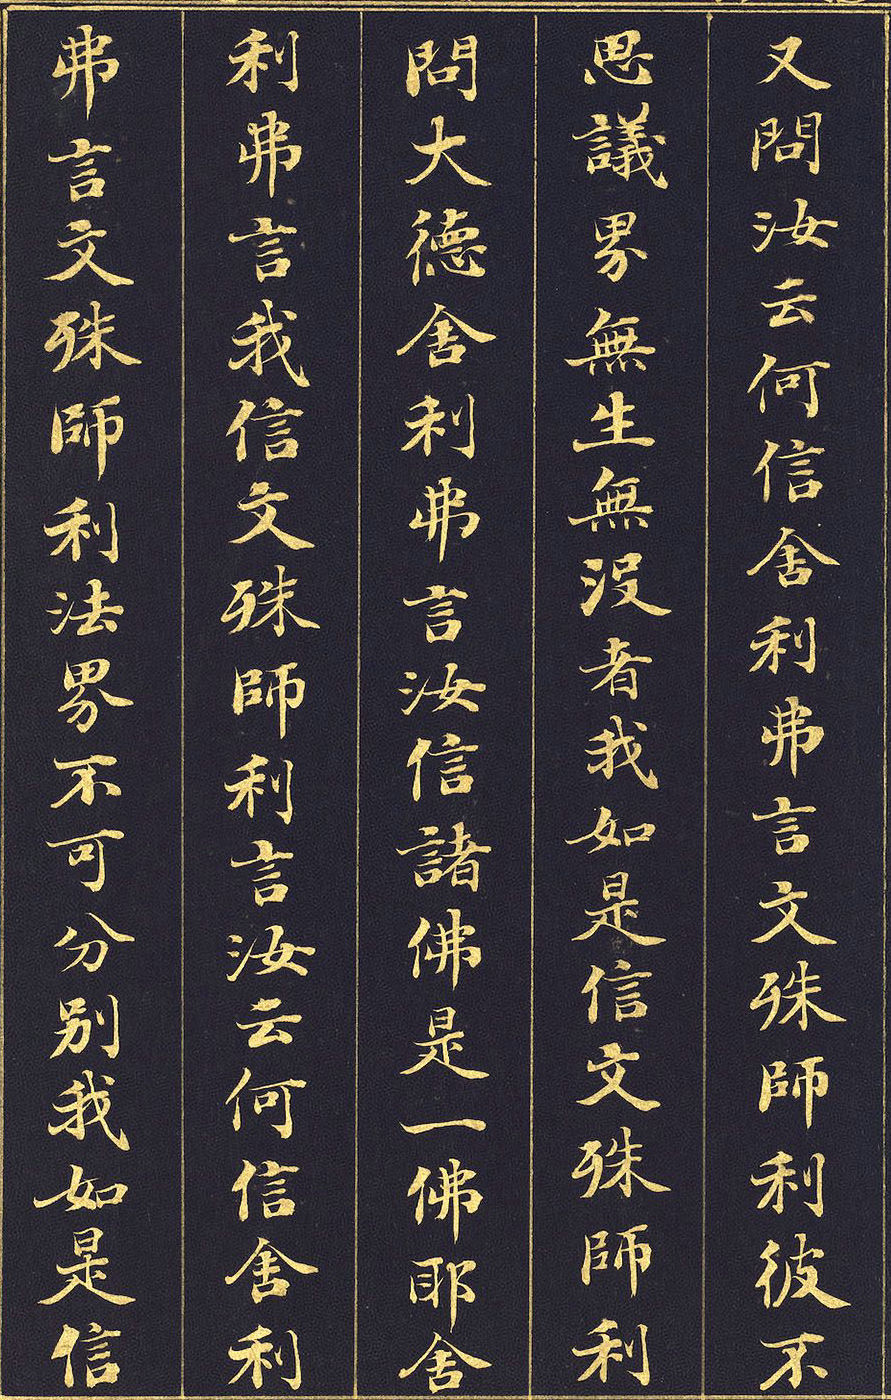 又問汝云何信舍利弗言文殊師利彼不
思議界無生無没者我如是信文殊師利
問大德舍利弗言汝信諸佛是一佛耶舍
利弗言我信文殊師利言汝云何信舍利
弗言文殊師利法界不可分别我如是信